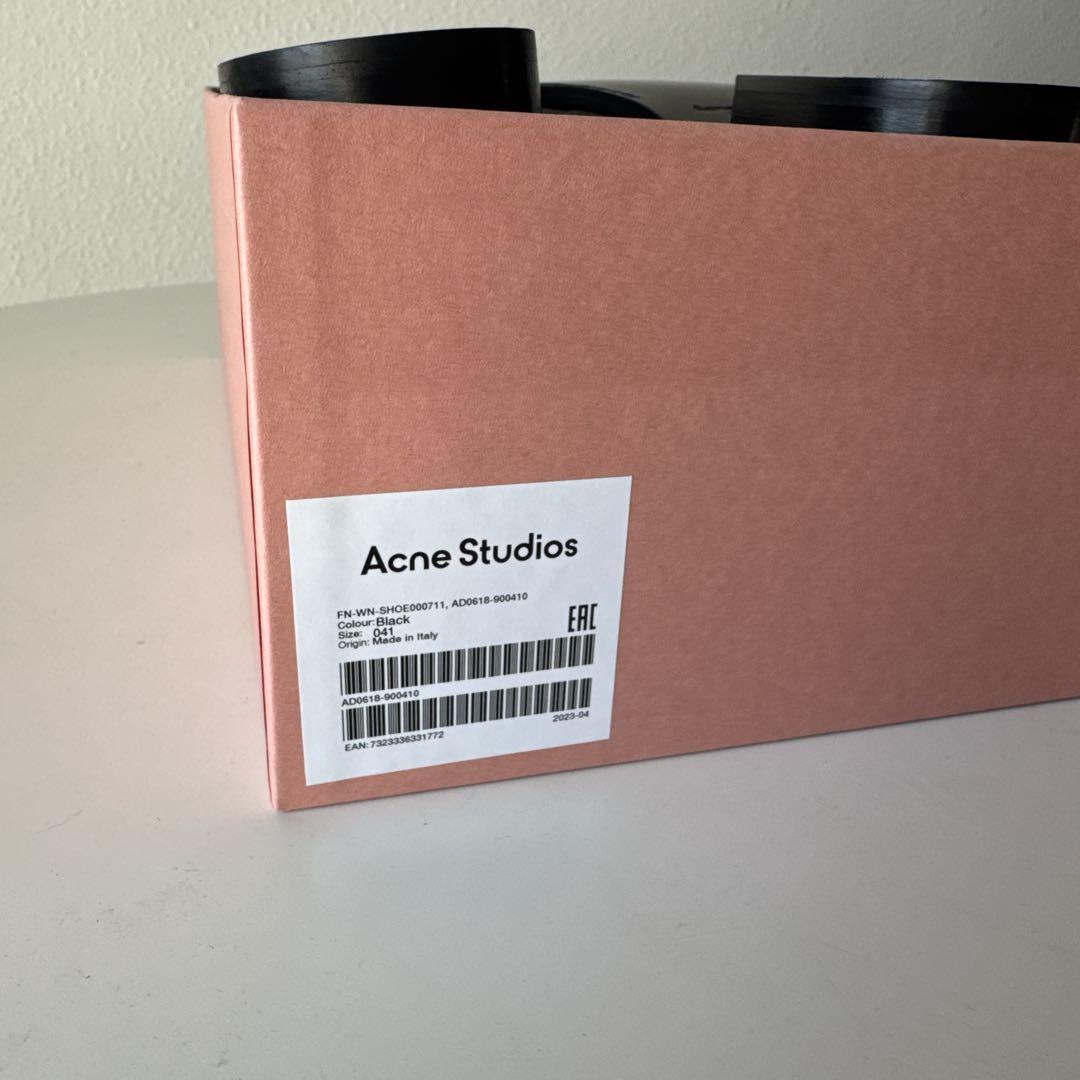 Acne Studios
FN-WN-SHOE000711, AD0618-900410
Colour: Black
Size: 041
Origin: Made in Italy
EAC
AD0618-900410
2023-04
EAN: 7323336331772